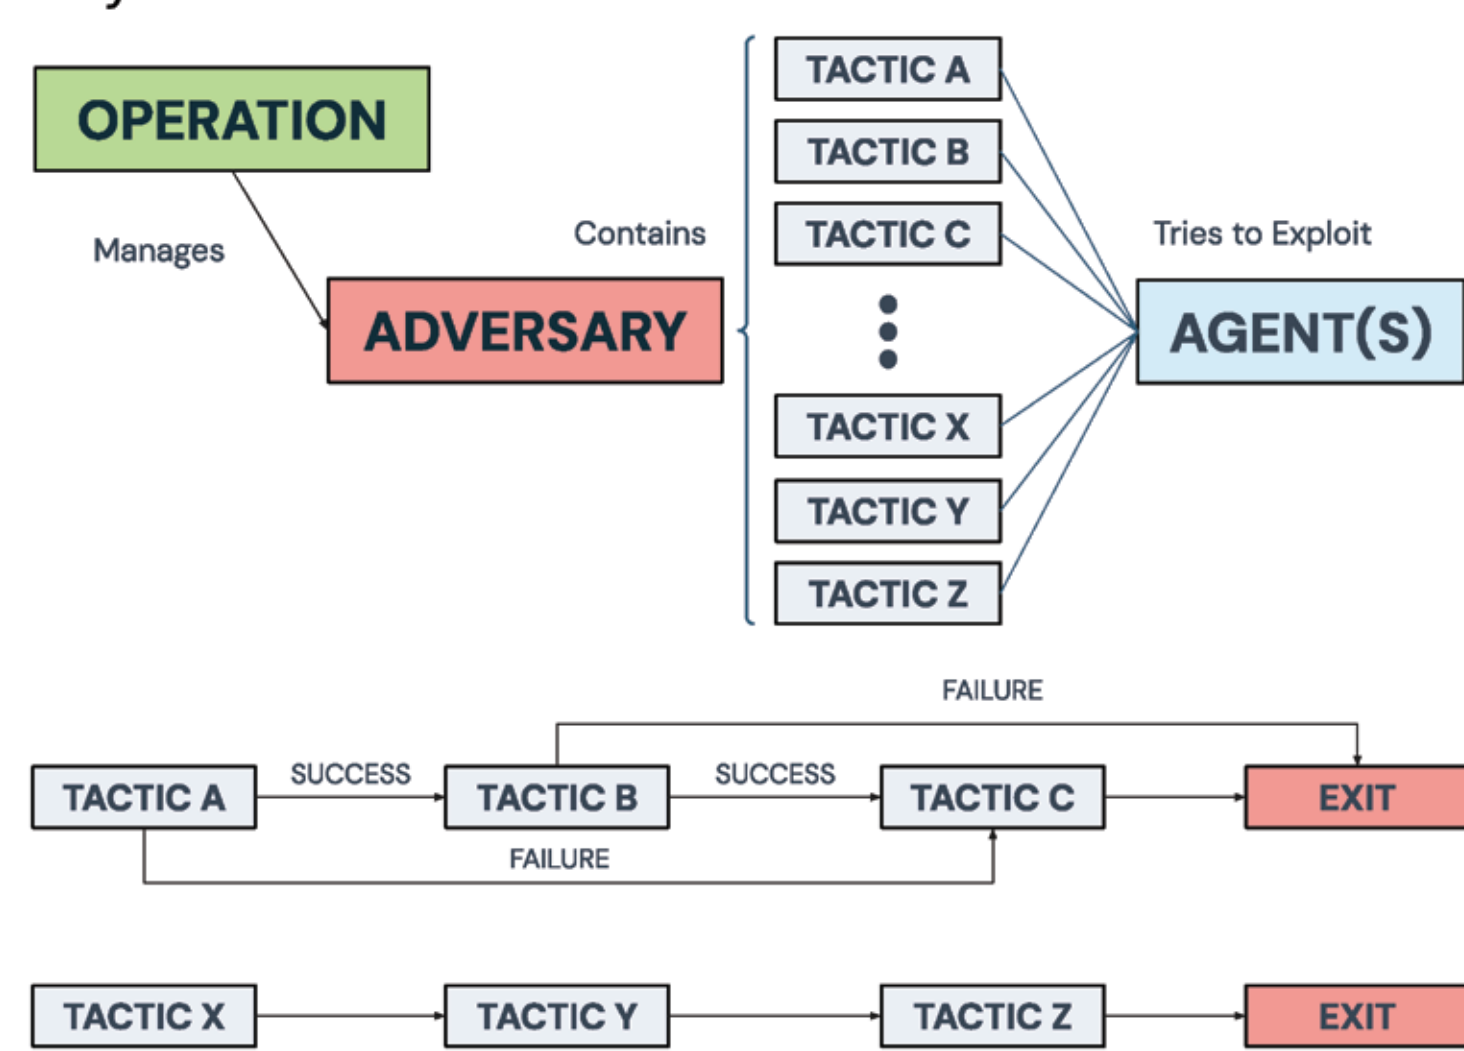 OPERATION
Manages
ADVERSARY
Contains
TACTIC A
TACTIC B
TACTIC C
TACTIC X
TACTIC Y
TACTIC Z
Tries to Exploit
AGENT(S)
FAILURE
TACTIC A
SUCCESS
TACTIC B
SUCCESS
TACTIC C
EXIT
FAILURE
TACTIC X
TACTIC Y
TACTIC Z
EXIT